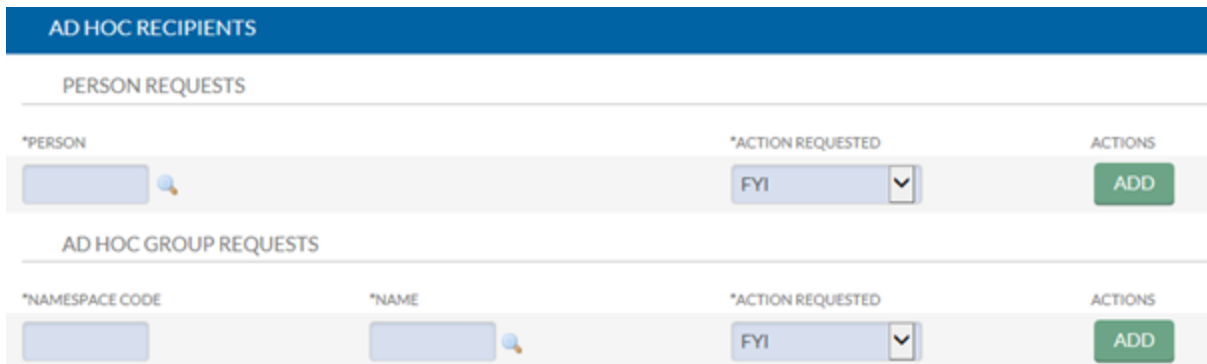 AD HOC RECIPIENTS
PERSON REQUESTS
*PERSON *ACTION REQUESTED ACTIONS
FYI ADD
AD HOC GROUP REQUESTS
*NAMESPACE CODE *NAME *ACTION REQUESTED ACTIONS
FYI ADD